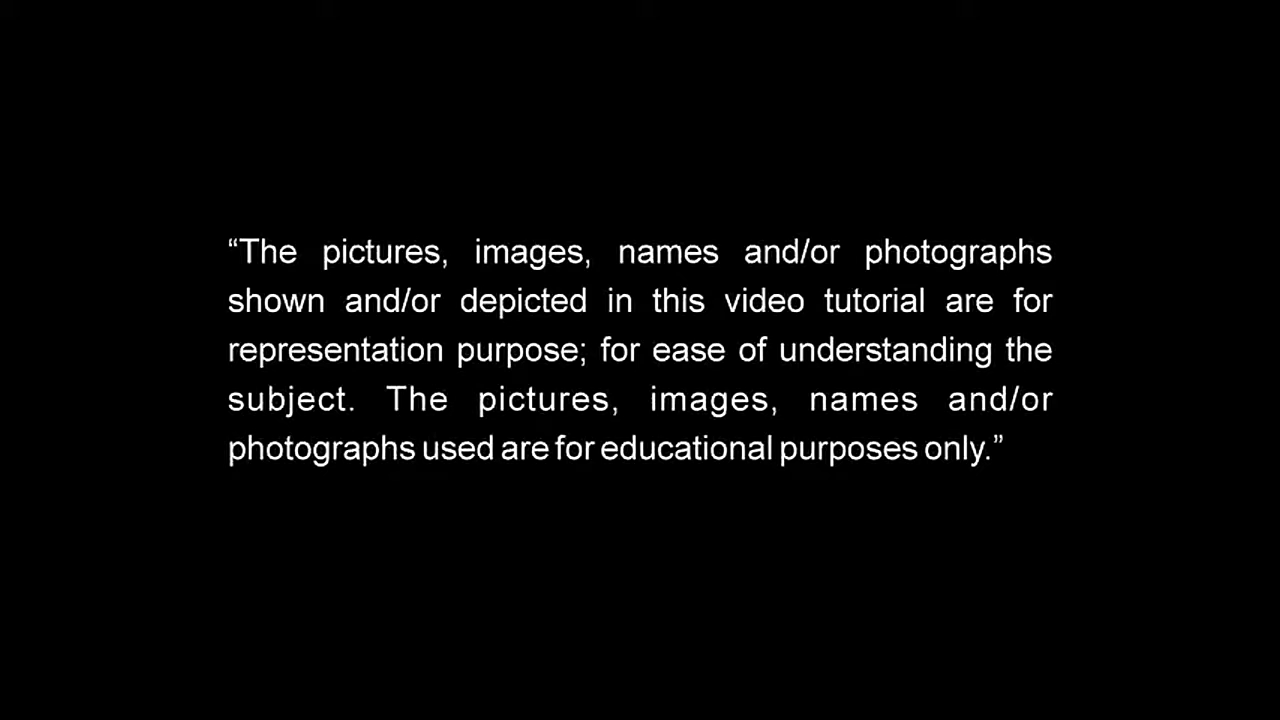 “The pictures, images, names and/or photographs
shown and/or depicted in this video tutorial are for
representation purpose; for ease of understanding the
subject. The pictures, images, names and/or
photographs used are for educational purposes only.”